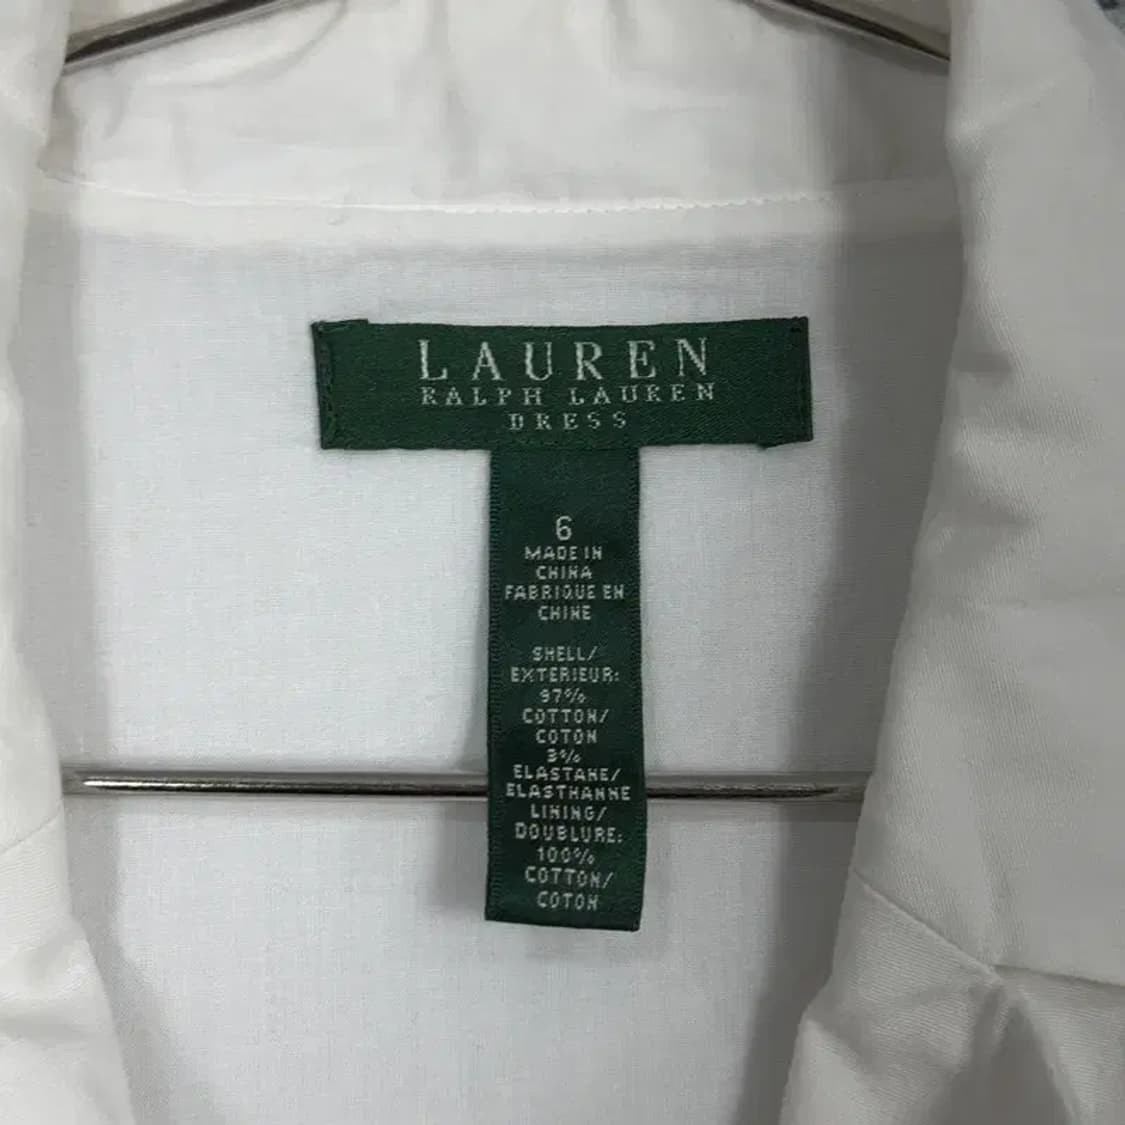 LAUREN
RALPH LAUREN
DRESS
6
MADE IN
CHINA
FABRIQUE EN
CHINE
SHELL/
EXTERIEUR:
97%
COTTON/
COTON
3%
ELASTANE/
ELASTHANNE
LINING/
DOUBLURE:
100%
COTTON/
COTON